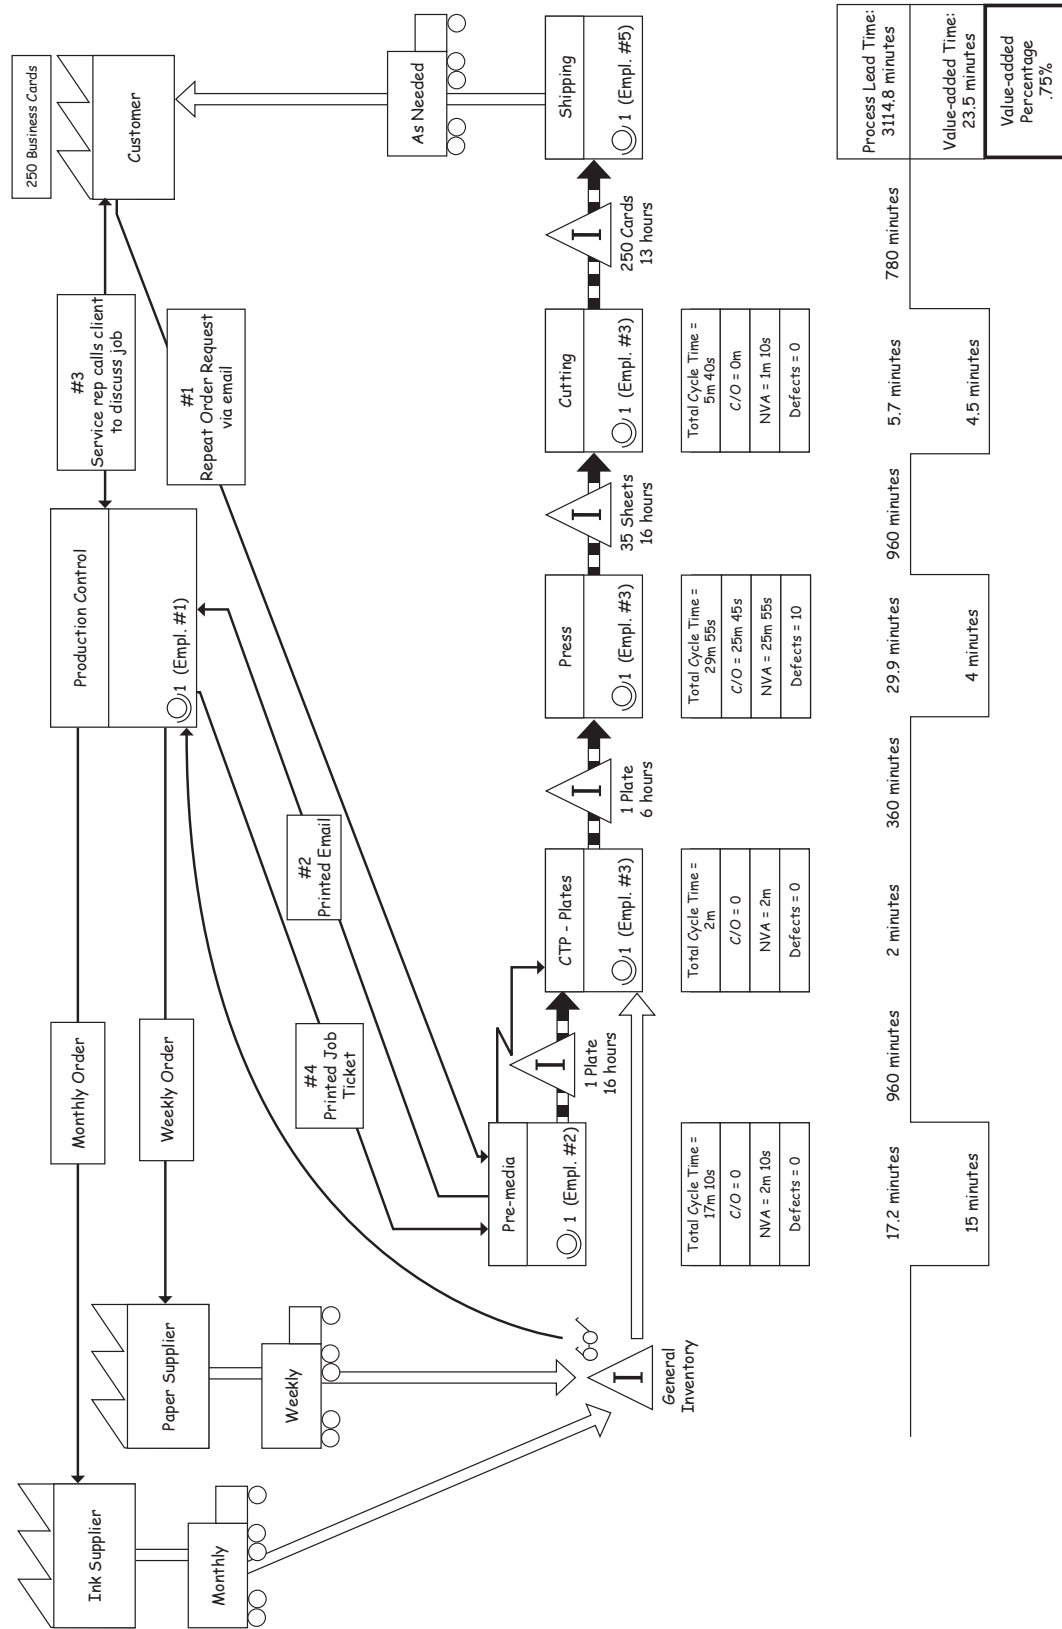 250 Business Cards
Customer
#3
Service rep calls client
to discuss job
#1
Repeat Order Request
via email
Production Control
1 (Empl. #1)
Monthly Order
Weekly Order
Ink Supplier
Paper Supplier
Monthly
Weekly
As Needed
#2
Printed Email
#4
Printed Job
Ticket
I
General
Inventory
Pre-media
1 (Empl. #2)
I
1 Plate
16 hours
CTP - Plates
1 (Empl. #3)
I
1 Plate
6 hours
Press
1 (Empl. #3)
I
35 Sheets
16 hours
Cutting
1 (Empl. #3)
I
250 Cards
13 hours
Shipping
1 (Empl. #5)
Total Cycle Time =
17m 10s
C/O = 0
NVA = 2m 10s
Defects = 0
Total Cycle Time =
2m
C/O = 0
NVA = 2m
Defects = 0
Total Cycle Time =
29m 55s
C/O = 25m 45s
NVA = 25m 55s
Defects = 10
Total Cycle Time =
5m 40s
C/O = 0m
NVA = 1m 10s
Defects = 0
17.2 minutes
960 minutes
2 minutes
360 minutes
29.9 minutes
960 minutes
5.7 minutes
780 minutes
15 minutes
4 minutes
4.5 minutes
Process Lead Time:
3114.8 minutes
Value-added Time:
23.5 minutes
Value-added
Percentage
.75%